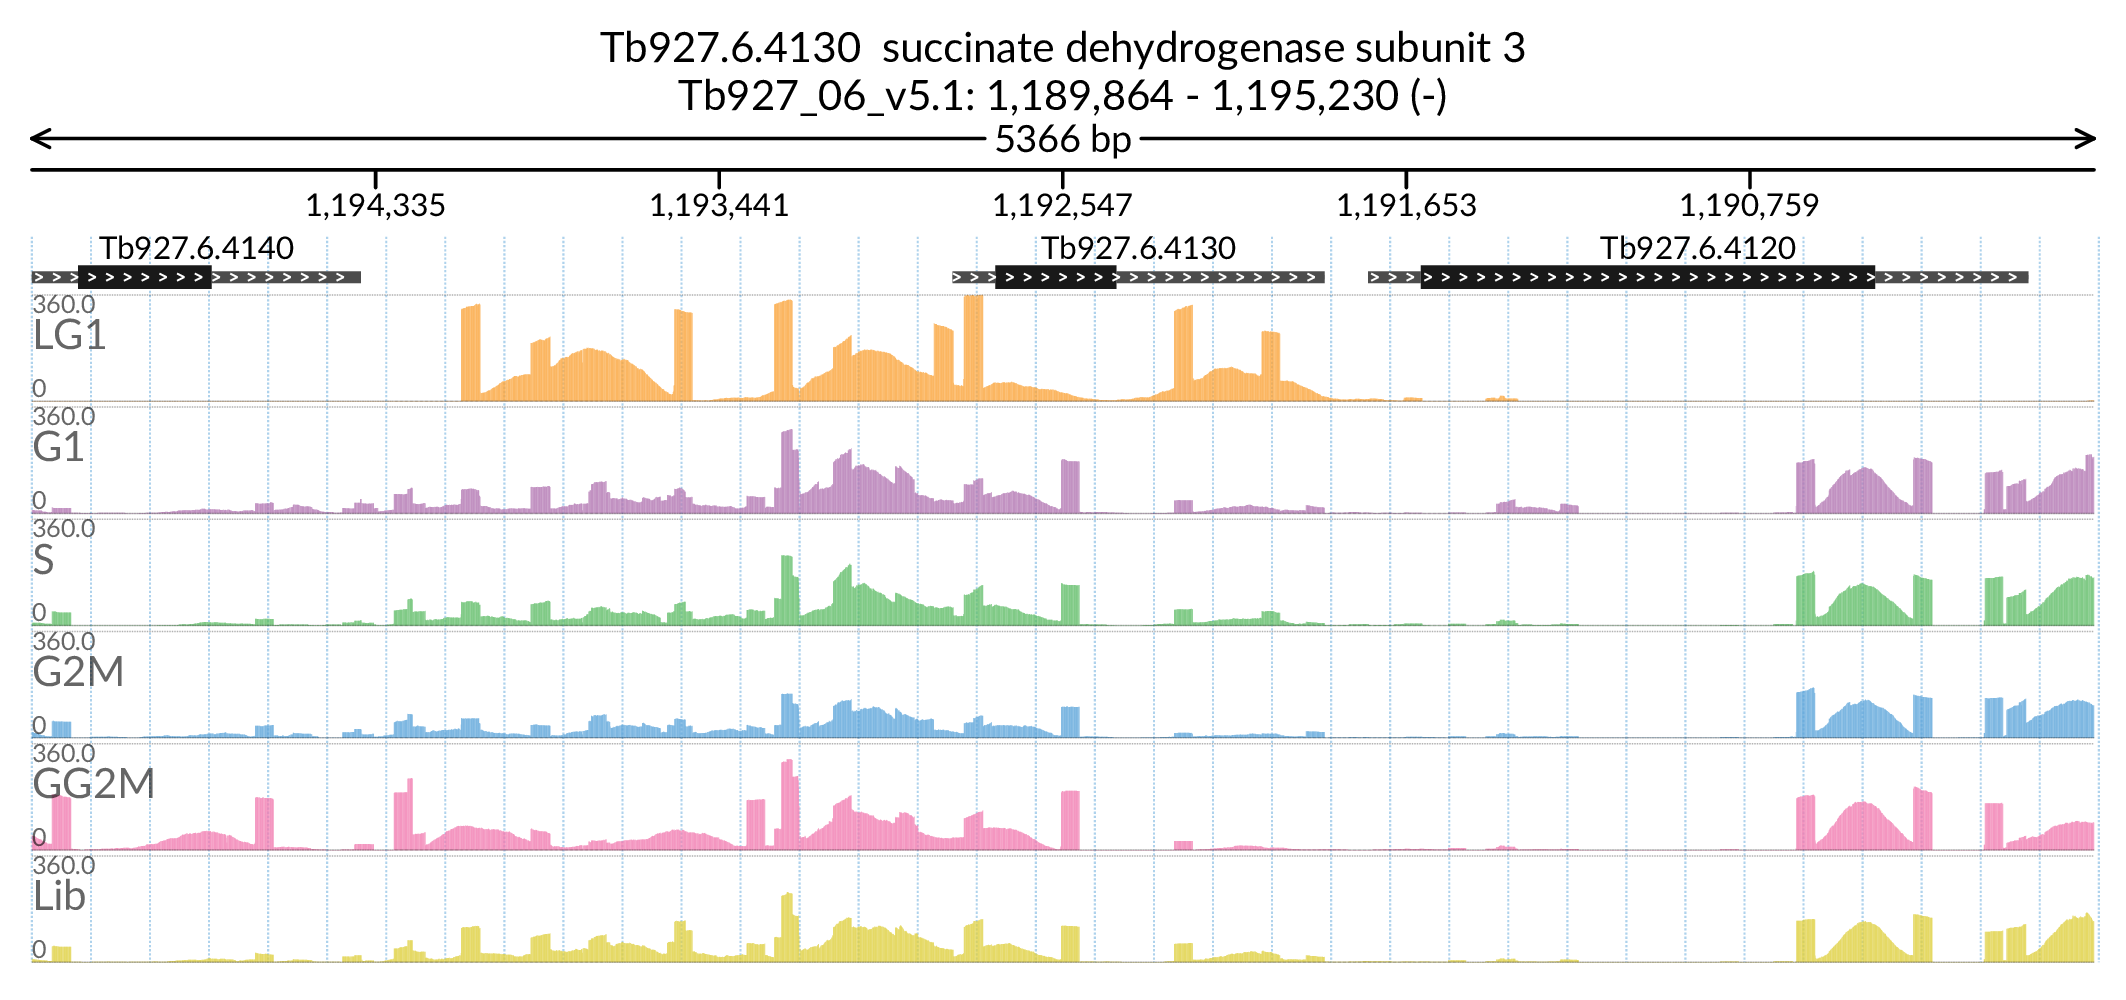 Tb927.6.4130  succinate dehydrogenase subunit 3
Tb927_06_v5.1: 1,189,864 - 1,195,230 (-)
5366 bp
1,194,335 1,193,441 1,192,547 1,191,653 1,190,759
Tb927.6.4140 Tb927.6.4130 Tb927.6.4120
360.0
LG1
0
360.0
G1
0
360.0
S
0
360.0
G2M
0
360.0
GG2M
0
360.0
Lib
0